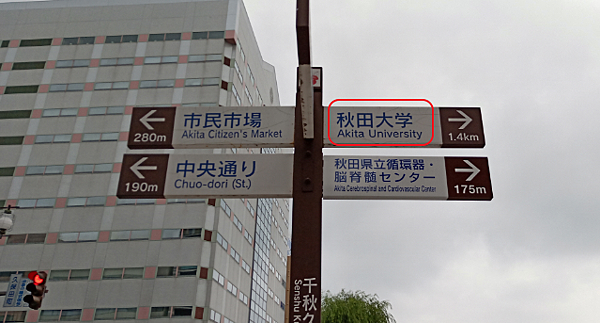 市民市場
Akita Citizen's Market
280m
秋田大学
Akita University
1.4km
中央通り
Chuo-dori (St.)
190m
秋田県立循環器・
脳脊髄センター
Akita Cerebrospinal and Cardiovascular Center
175m
千秋久
Senshu K